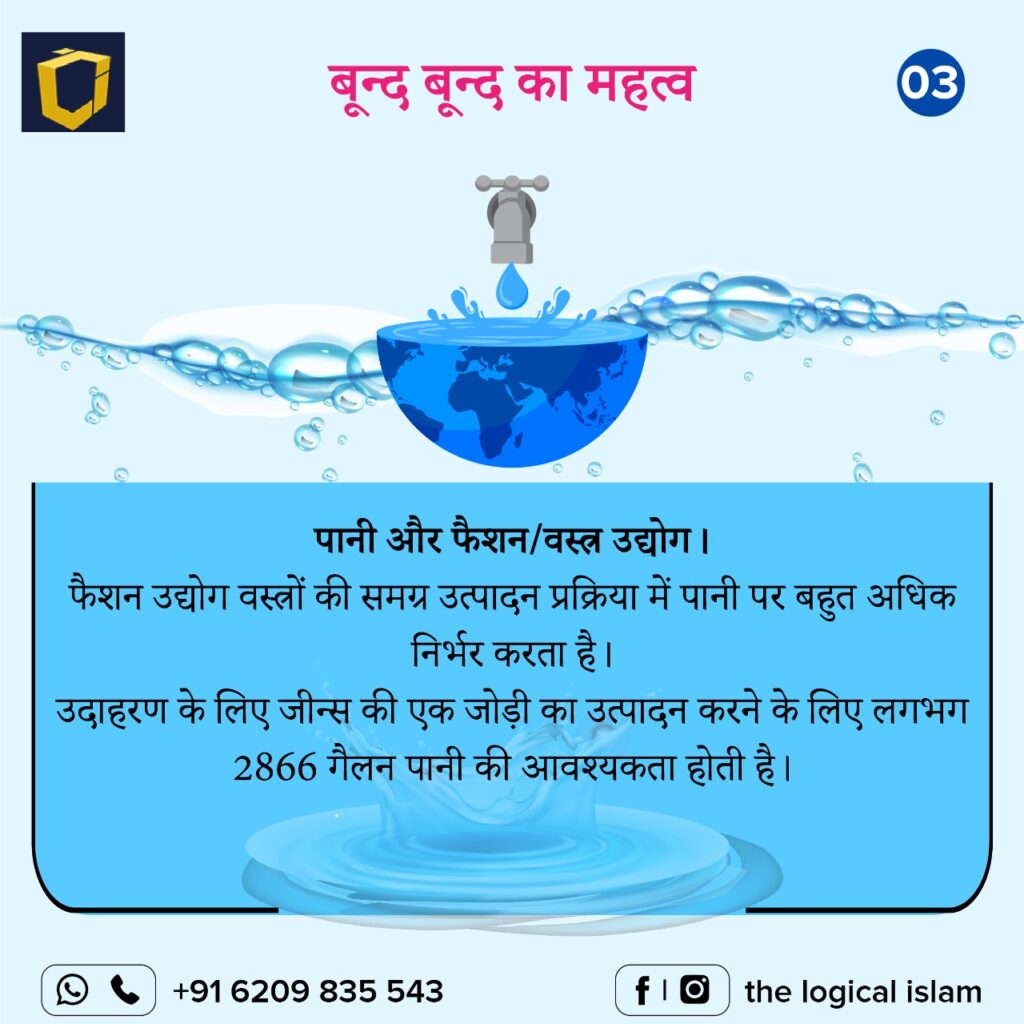 बून्द बून्द का महत्व
03
पानी और फैशन/वस्त्र उद्योग।
फैशन उद्योग वस्त्रों की समग्र उत्पादन प्रक्रिया में पानी पर बहुत अधिक
निर्भर करता है।
उदाहरण के लिए जीन्स की एक जोड़ी का उत्पादन करने के लिए लगभग
2866 गैलन पानी की आवश्यकता होती है।
+91 6209 835 543
the logical islam